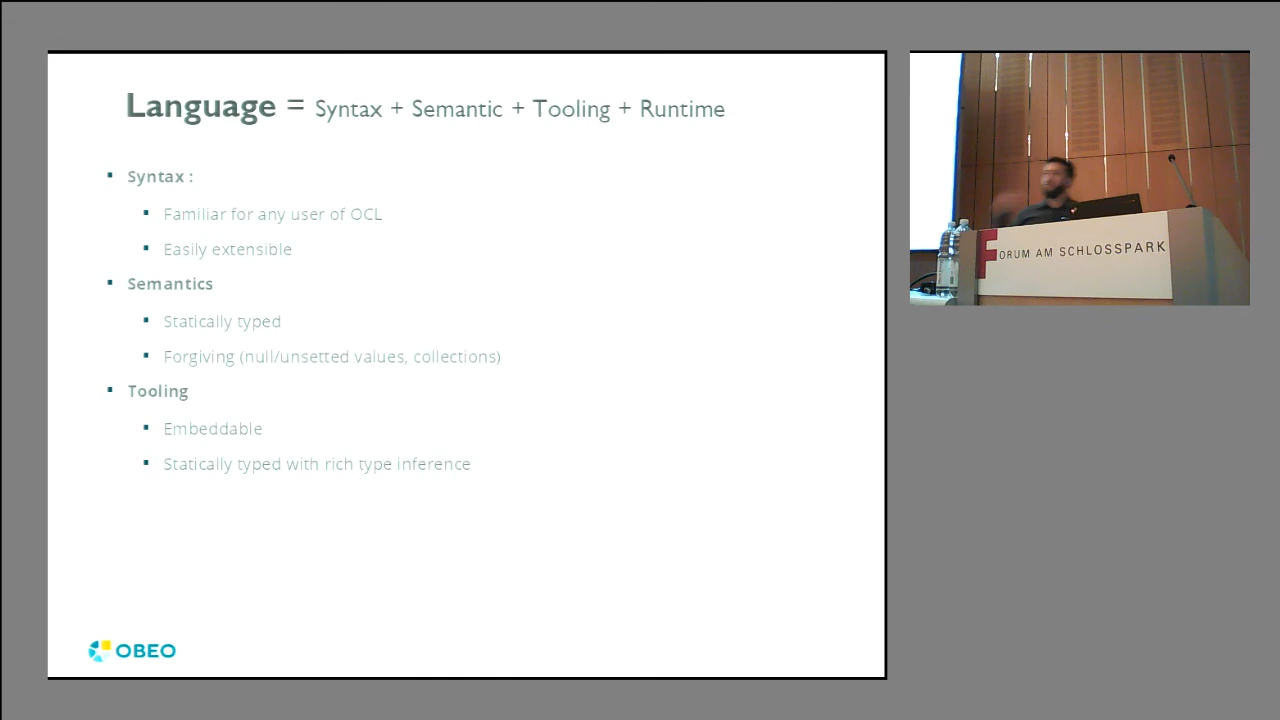 Language = Syntax + Semantic + Tooling + Runtime
Syntax :
Familiar for any user of OCL
Easily extensible
Semantics
Statically typed
Forgiving (null/unsetted values, collections)
Tooling
Embeddable
Statically typed with rich type inference
OBEO
FORUM AM SCHLOSSPARK